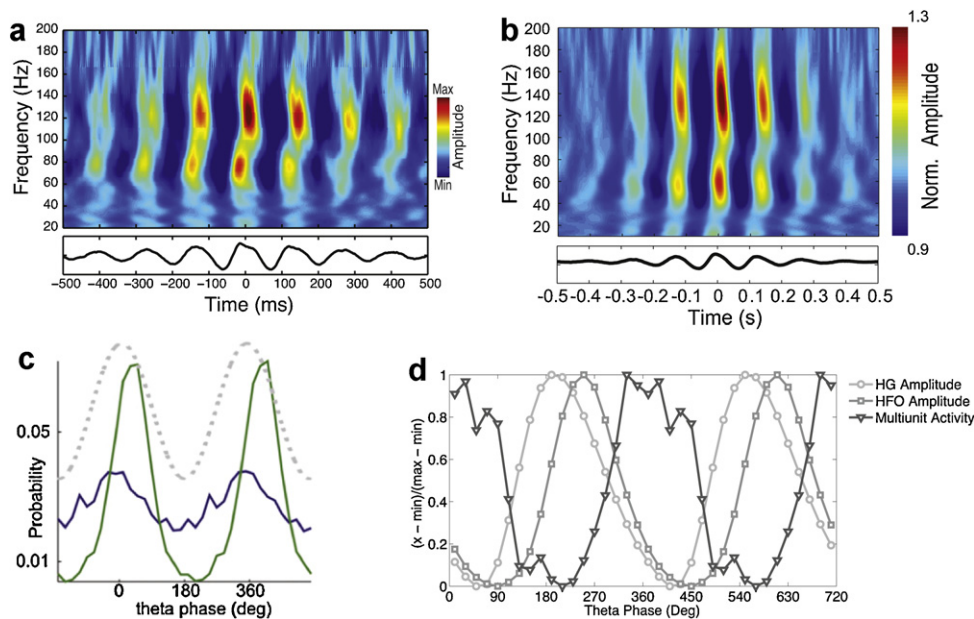 a
Frequency (Hz)
200
180
160
140
120
100
80
60
40
20
Max
Amplitude
Min
-500 -400 -300 -200 -100 0 100 200 300 400 500
Time (ms)
b
Frequency (Hz)
200
180
160
140
120
100
80
60
40
20
1.3
Norm. Amplitude
0.9
-0.5 -0.4 -0.3 -0.2 -0.1 0 0.1 0.2 0.3 0.4 0.5
Time (s)
c
Probability
0.05
0.01
0 180 360
theta phase (deg)
d
(x − min)/(max − min)
1
0.8
0.6
0.4
0.2
0
0 90 180 270 360 450 540 630 720
Theta Phase (Deg)
HG Amplitude
HFO Amplitude
Multiunit Activity